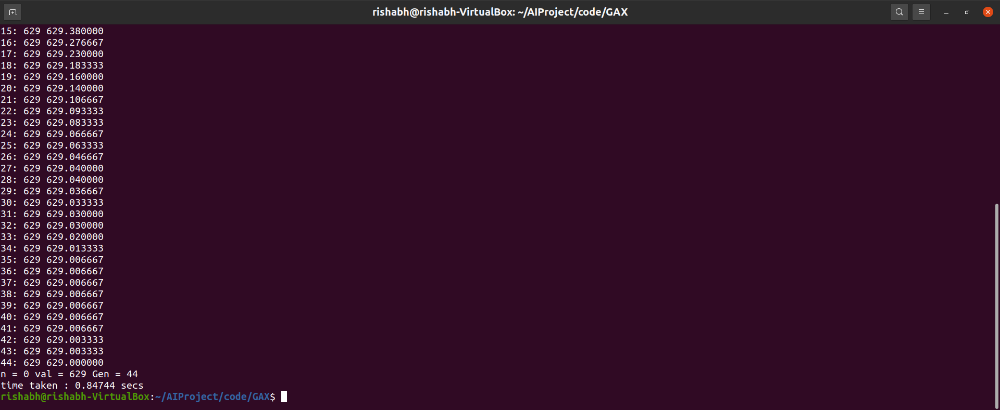 rishabh@rishabh-VirtualBox: ~/AIProject/code/GAX
15: 629 629.380000
16: 629 629.276667
17: 629 629.230000
18: 629 629.183333
19: 629 629.160000
20: 629 629.140000
21: 629 629.106667
22: 629 629.093333
23: 629 629.083333
24: 629 629.066667
25: 629 629.063333
26: 629 629.046667
27: 629 629.040000
28: 629 629.040000
29: 629 629.036667
30: 629 629.033333
31: 629 629.030000
32: 629 629.030000
33: 629 629.020000
34: 629 629.013333
35: 629 629.006667
36: 629 629.006667
37: 629 629.006667
38: 629 629.006667
39: 629 629.006667
40: 629 629.006667
41: 629 629.006667
42: 629 629.003333
43: 629 629.003333
44: 629 629.000000
n = 0 val = 629 Gen = 44
time taken : 0.84744 secs
rishabh@rishabh-VirtualBox:~/AIProject/code/GAX$